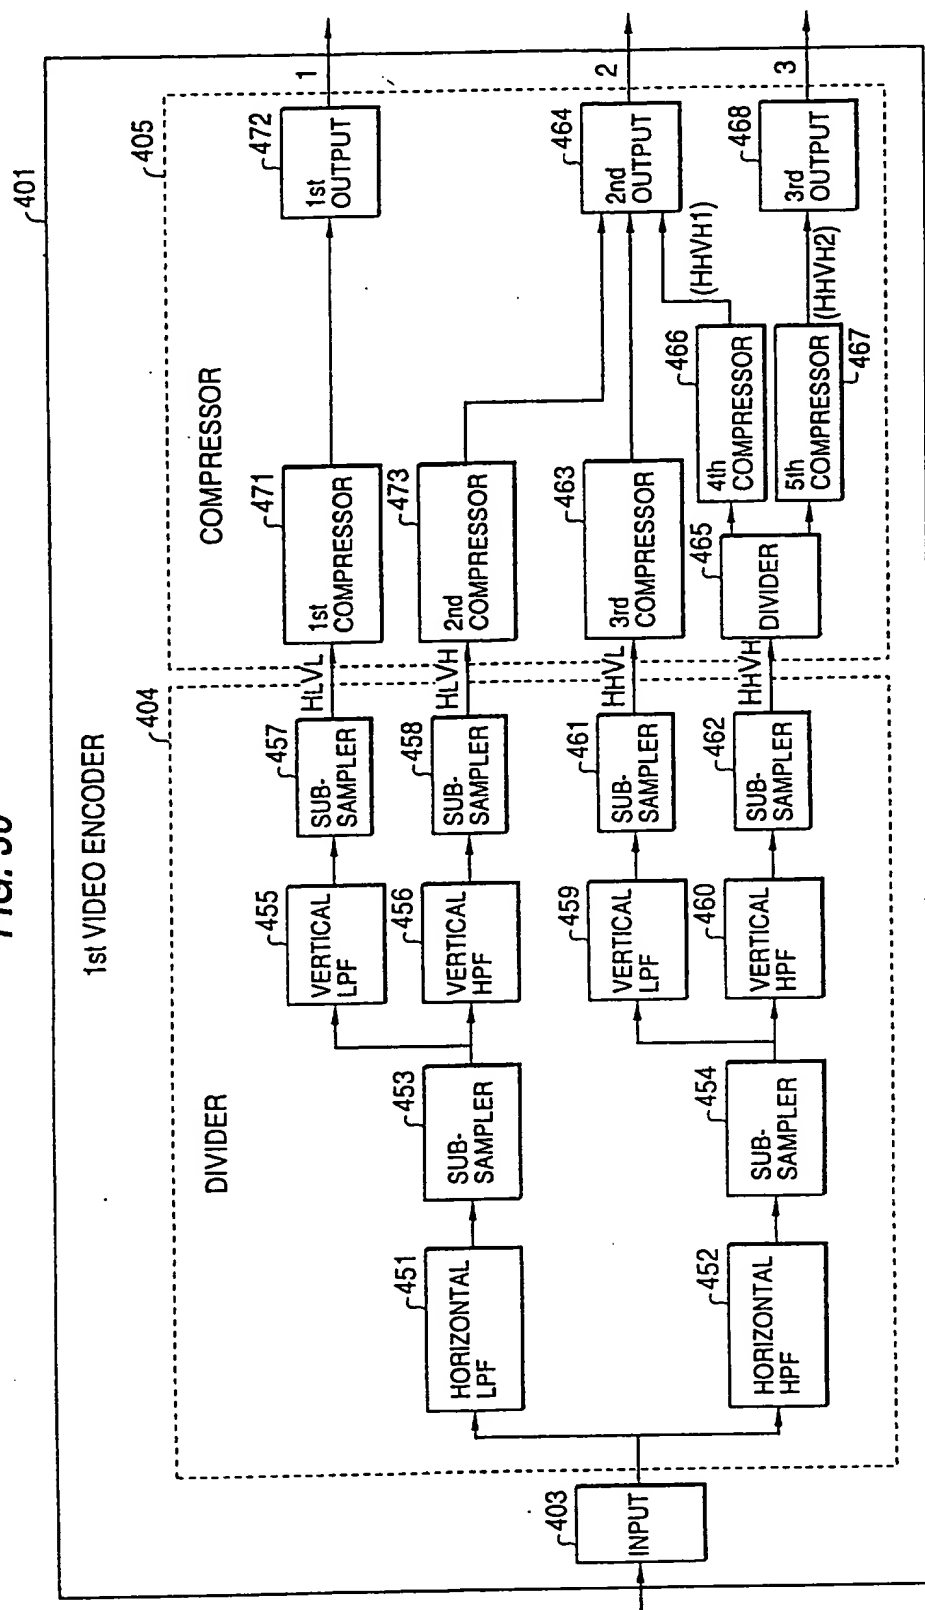 FIG. 30
401
1st VIDEO ENCODER
404
405
DIVIDER
COMPRESSOR
403
INPUT
451
HORIZONTAL
LPF
453
SUB-
SAMPLER
455
VERTICAL
LPF
457
SUB-
SAMPLER
HLVL
471
1st
COMPRESSOR
472
1st
OUTPUT
1
456
VERTICAL
HPF
458
SUB-
SAMPLER
HLVH
473
2nd
COMPRESSOR
452
HORIZONTAL
HPF
454
SUB-
SAMPLER
459
VERTICAL
LPF
461
SUB-
SAMPLER
HHVL
463
3rd
COMPRESSOR
464
2nd
OUTPUT
2
460
VERTICAL
HPF
462
SUB-
SAMPLER
HHVH
465
DIVIDER
466
4th
COMPRESSOR
(HHVH1)
5th
COMPRESSOR
467
(HHVH2)
468
3rd
OUTPUT
3